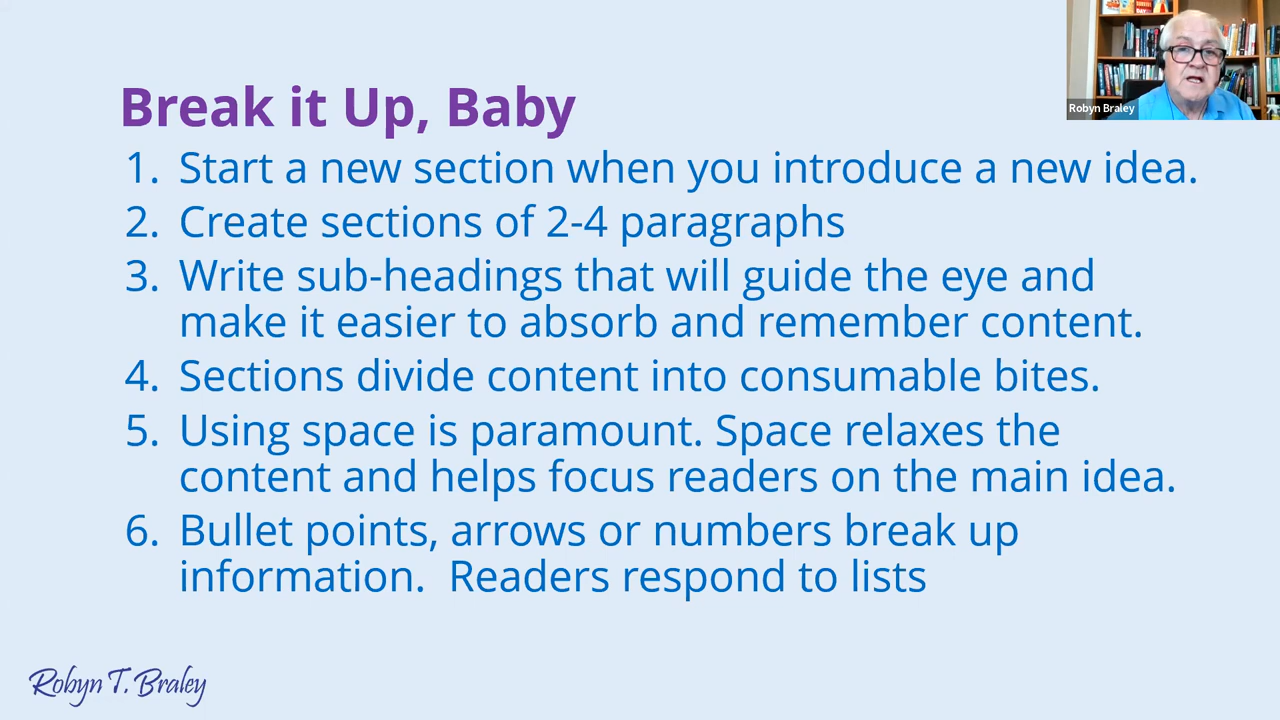 Break it Up, Baby
1. Start a new section when you introduce a new idea.
2. Create sections of 2-4 paragraphs
3. Write sub-headings that will guide the eye and
make it easier to absorb and remember content.
4. Sections divide content into consumable bites.
5. Using space is paramount. Space relaxes the
content and helps focus readers on the main idea.
6. Bullet points, arrows or numbers break up
information.  Readers respond to lists
Robyn Braley
Robyn T. Braley